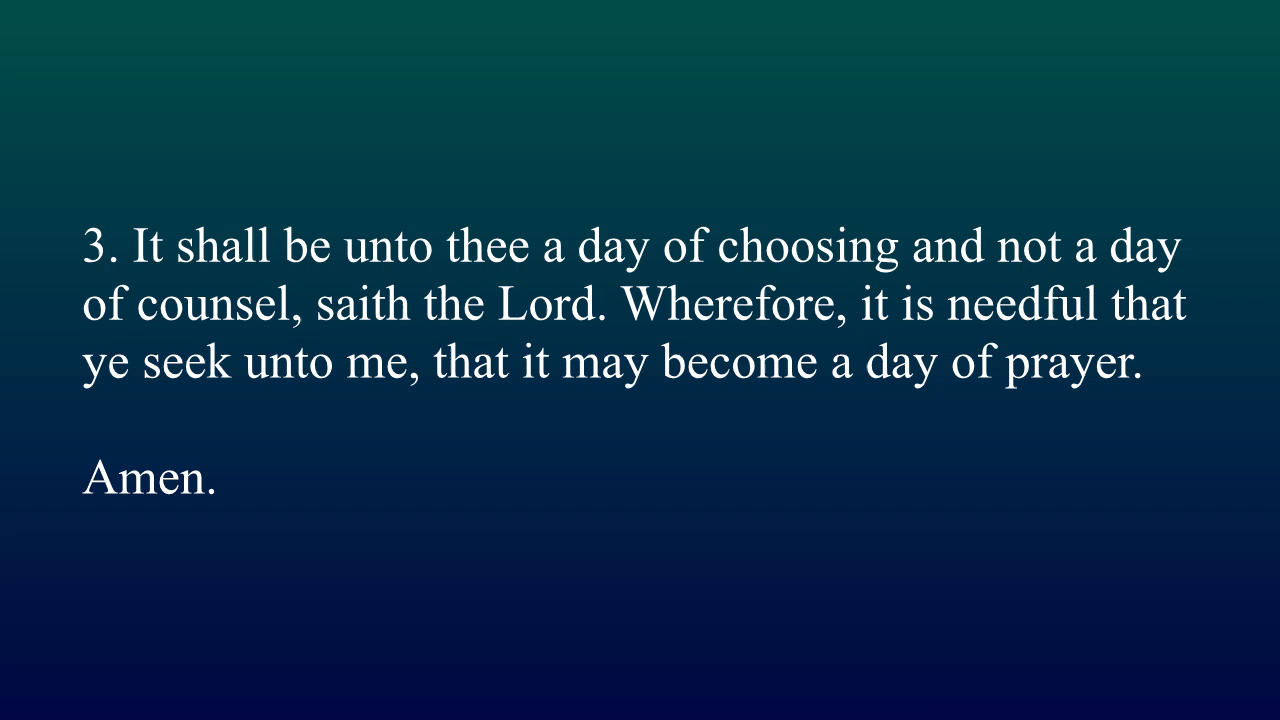 3. It shall be unto thee a day of choosing and not a day
of counsel, saith the Lord. Wherefore, it is needful that
ye seek unto me, that it may become a day of prayer.
Amen.